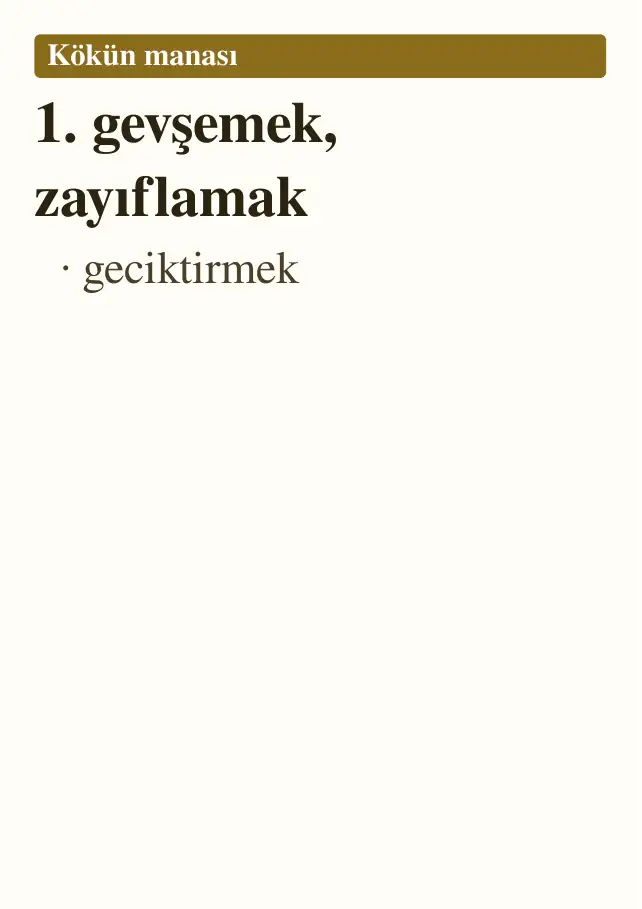 Kökün manası
1. gevşemek,
zayıflamak
· geciktirmek